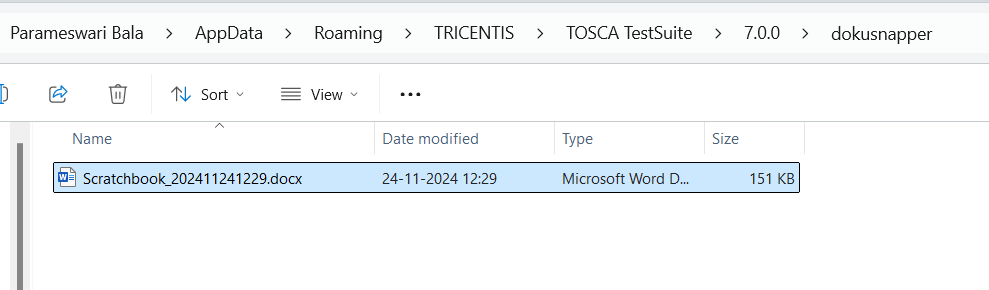 Parameswari Bala > AppData > Roaming > TRICENTIS > TOSCA TestSuite > 7.0.0 > dokusnapper
Sort View ...
Name Date modified Type Size
Scratchbook_202411241229.docx 24-11-2024 12:29 Microsoft Word D... 151 KB